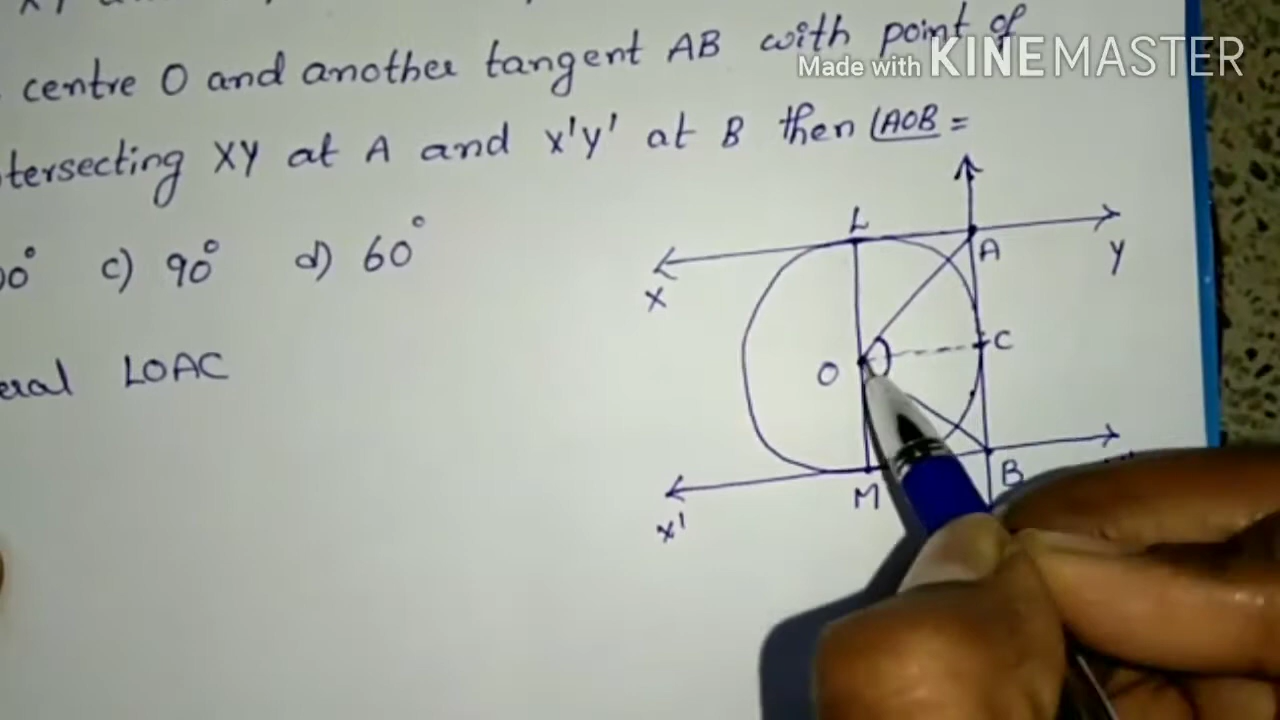 centre O and another tangent AB with point of
Made with KINEMASTER
tersecting XY at A and x'y' at B then ∠AOB =
c) 90° d) 60°
LOAC
L
A
Y
X
C
O
B
M
x'